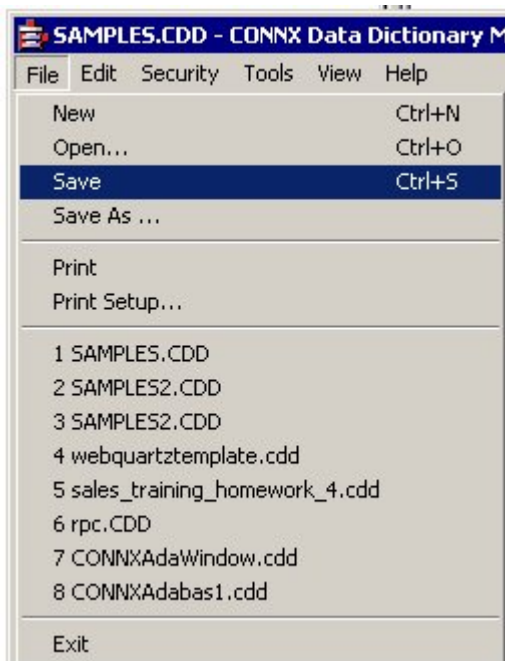 SAMPLES.CDD - CONNX Data Dictionary M
File Edit Security Tools View Help
New Ctrl+N
Open... Ctrl+O
Save Ctrl+S
Save As ...
Print
Print Setup...
1 SAMPLES.CDD
2 SAMPLES2.CDD
3 SAMPLES2.CDD
4 webquartztemplate.cdd
5 sales_training_homework_4.cdd
6 rpc.CDD
7 CONNXAdaWindow.cdd
8 CONNXAdabas1.cdd
Exit